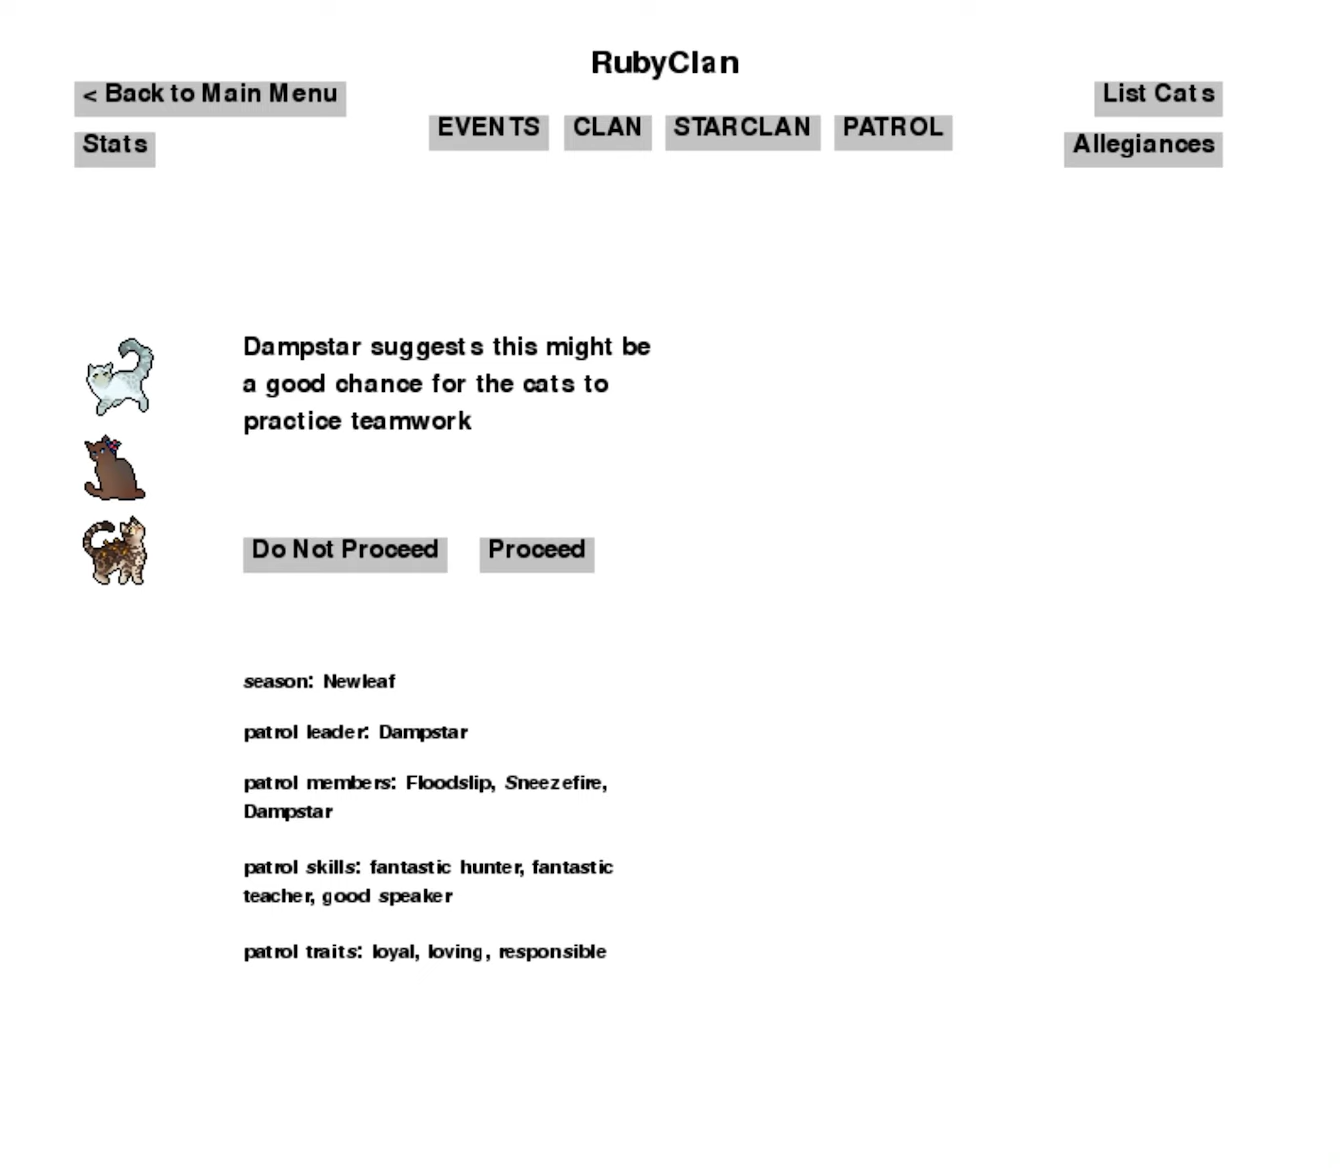 RubyClan
< Back to Main Menu
List Cats
EVENTS
CLAN
STARCLAN
PATROL
Stats
Allegiances
Dampstar suggests this might be
a good chance for the cats to
practice teamwork
Do Not Proceed
Proceed
season: Newleaf
patrol leader: Dampstar
patrol members: Floodslip, Sneezefire,
Dampstar
patrol skills: fantastic hunter, fantastic
teacher, good speaker
patrol traits: loyal, loving, responsible